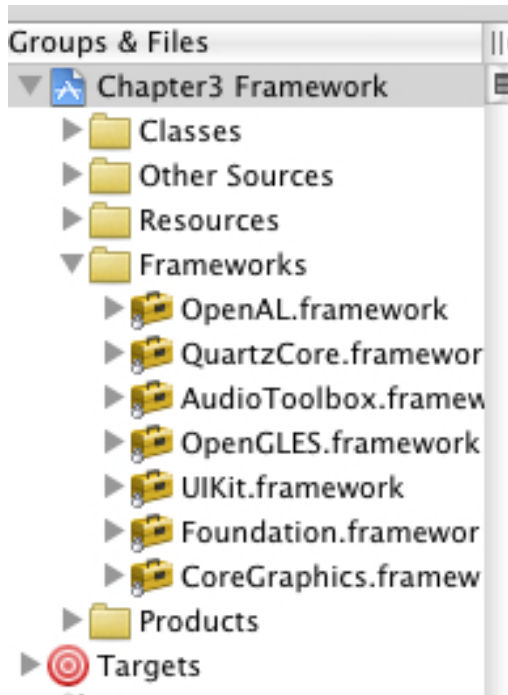 Groups & Files
Chapter3 Framework
Classes
Other Sources
Resources
Frameworks
OpenAL.framework
QuartzCore.framewor
AudioToolbox.framew
OpenGLES.framework
UIKit.framework
Foundation.framewor
CoreGraphics.framew
Products
Targets